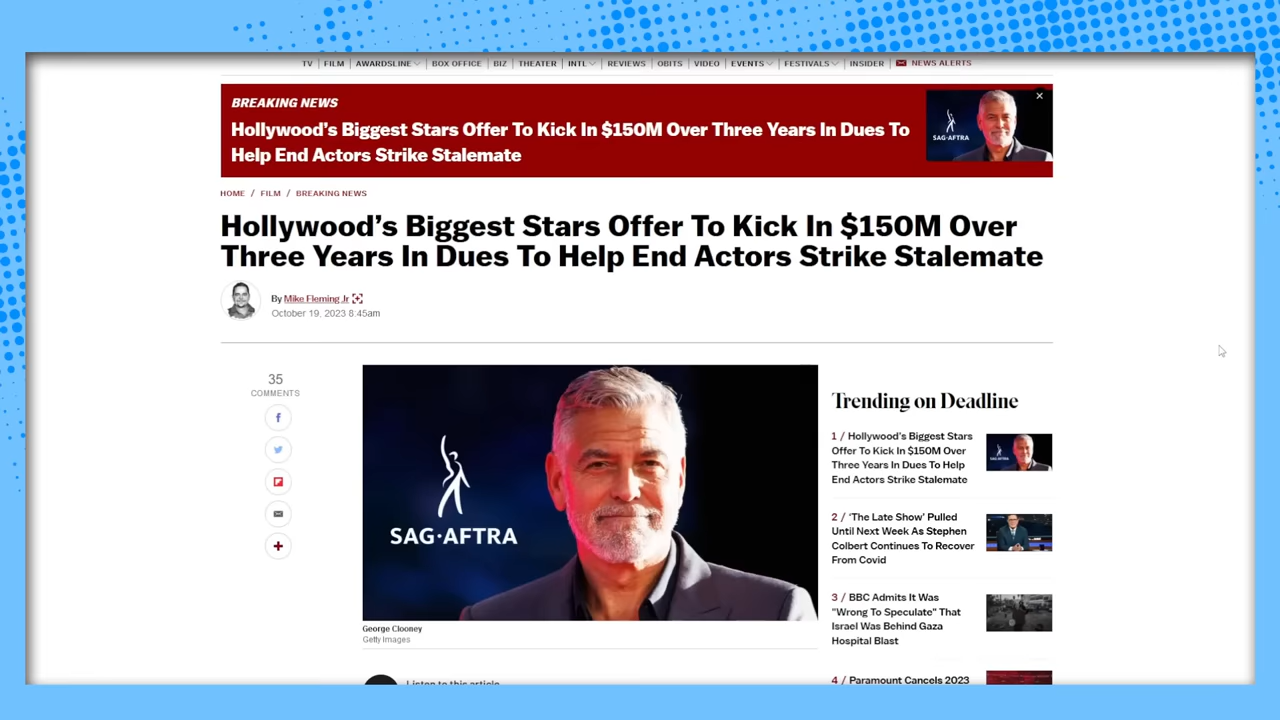 TV | FILM | AWARDSLINE | BOX OFFICE | BIZ | THEATER | INTL | REVIEWS | OBITS | VIDEO | EVENTS | FESTIVALS | INSIDER | NEWS ALERTS
BREAKING NEWS
Hollywood's Biggest Stars Offer To Kick In $150M Over Three Years In Dues To
Help End Actors Strike Stalemate
SAG·AFTRA
HOME / FILM / BREAKING NEWS
Hollywood's Biggest Stars Offer To Kick In $150M Over
Three Years In Dues To Help End Actors Strike Stalemate
By Mike Fleming Jr
October 19, 2023 8:45am
35
COMMENTS
SAG·AFTRA
George Clooney
Getty Images
Listen to this article
Trending on Deadline
1 / Hollywood's Biggest Stars
Offer To Kick In $150M Over
Three Years In Dues To Help
End Actors Strike Stalemate
2 / 'The Late Show' Pulled
Until Next Week As Stephen
Colbert Continues To Recover
From Covid
3 / BBC Admits It Was
"Wrong To Speculate" That
Israel Was Behind Gaza
Hospital Blast
4 / Paramount Cancels 2023